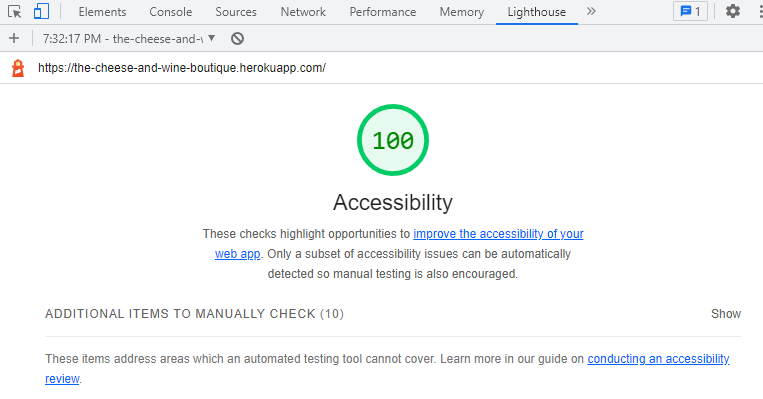 Elements Console Sources Network Performance Memory Lighthouse » 1
+ 7:32:17 PM - the-cheese-and-
https://the-cheese-and-wine-boutique.herokuapp.com/
100
Accessibility
These checks highlight opportunities to improve the accessibility of your
web app. Only a subset of accessibility issues can be automatically
detected so manual testing is also encouraged.
ADDITIONAL ITEMS TO MANUALLY CHECK (10) Show
These items address areas which an automated testing tool cannot cover. Learn more in our guide on conducting an accessibility
review.